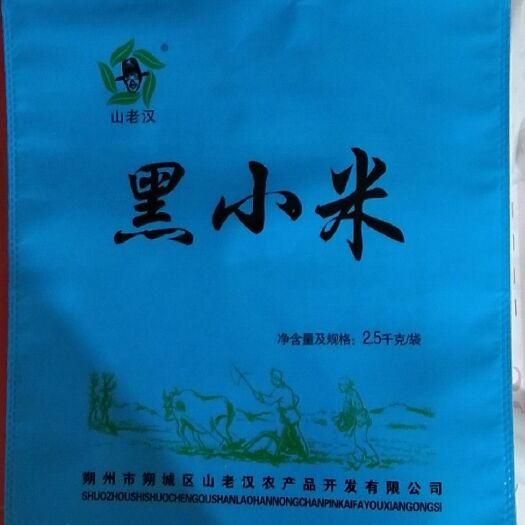 ®
山老汉
黑小米
净含量及规格：2.5千克/袋
朔州市朔城区山老汉农产品开发有限公司
SHUOZHOUSHISHUOCHENGQUSHANLAOHANNONGCHANPINKAIFAYOUXIANGONGSI